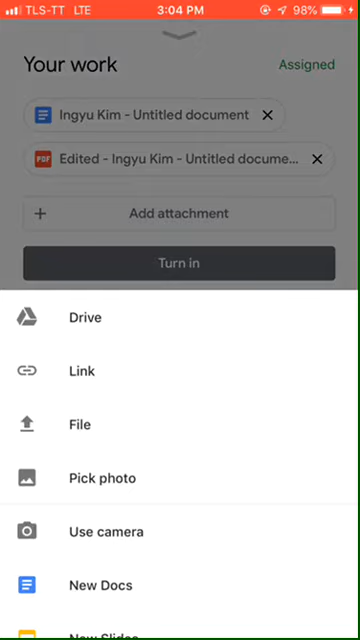 TLS-TT LTE 3:04 PM 98%
Your work
Assigned
Ingyu Kim - Untitled document
PDF Edited - Ingyu Kim - Untitled docume...
Add attachment
Turn in
Drive
Link
File
Pick photo
Use camera
New Docs
New Slides